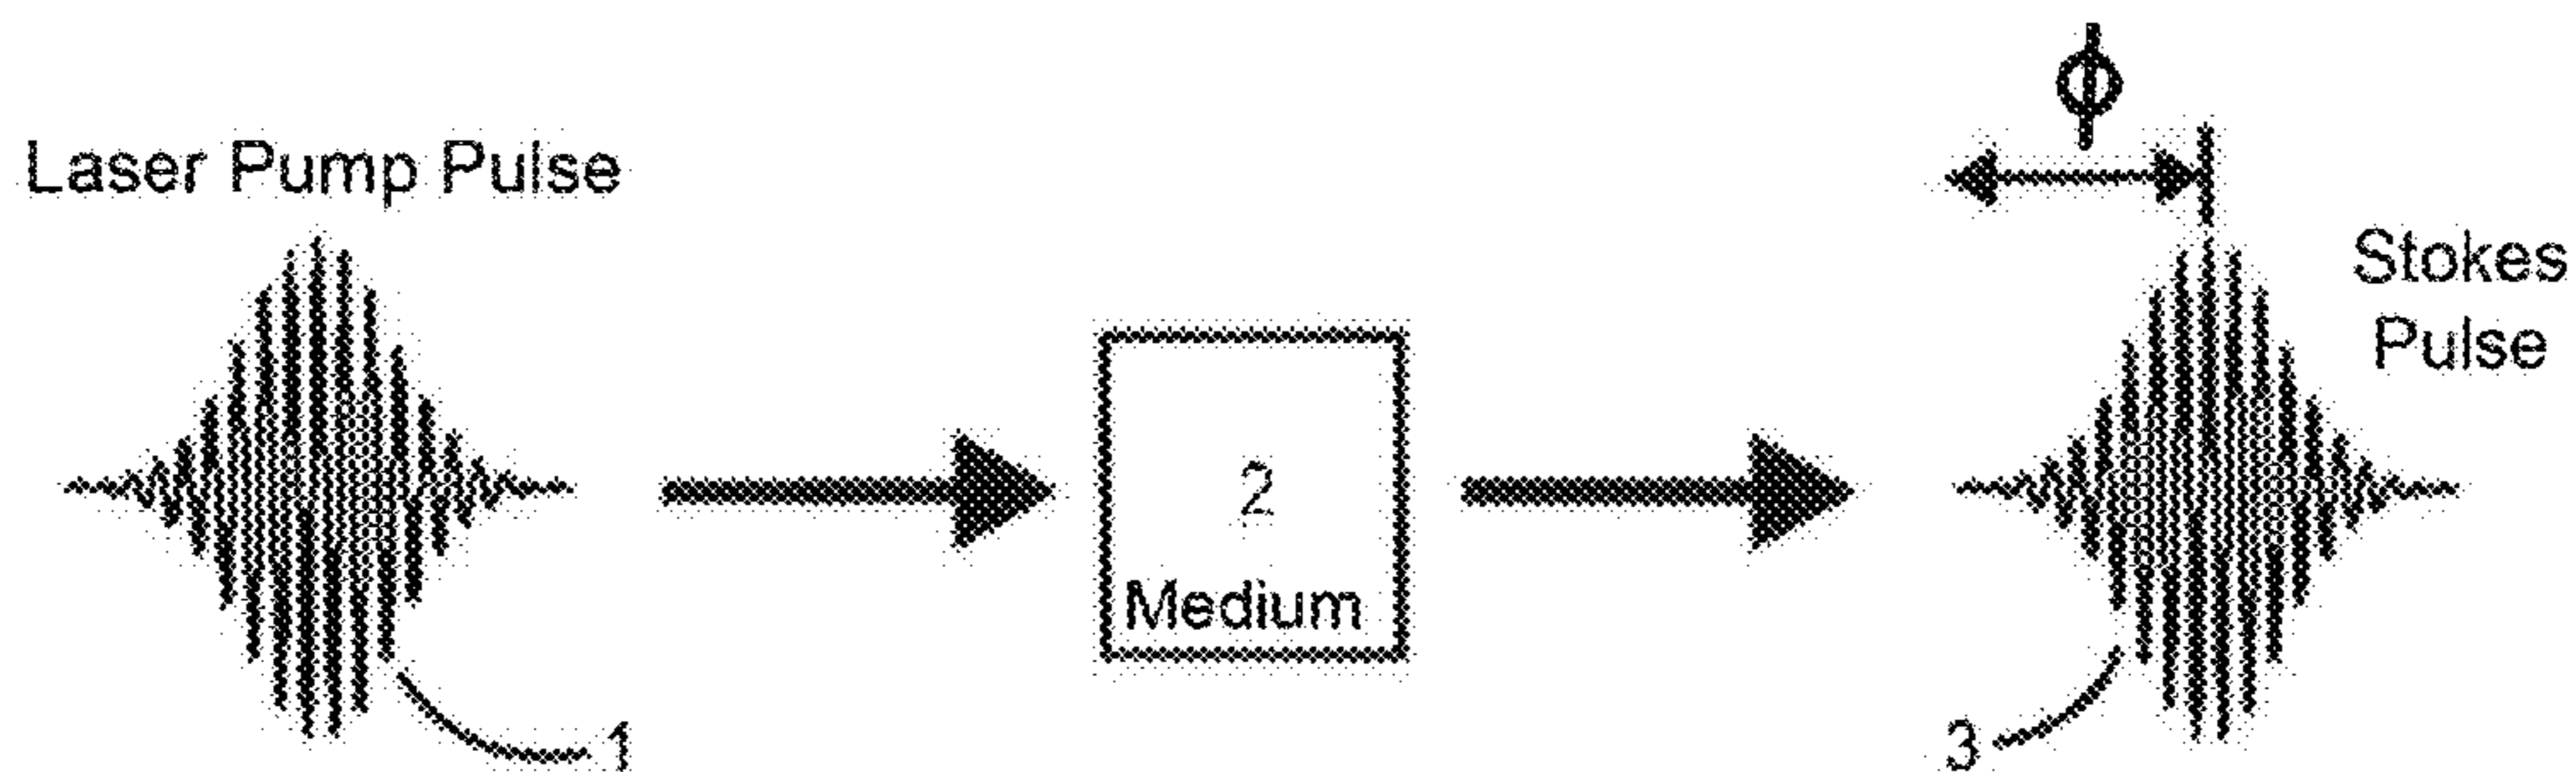 ϕ
Laser Pump Pulse
Stokes
Pulse
2
Medium
1
3